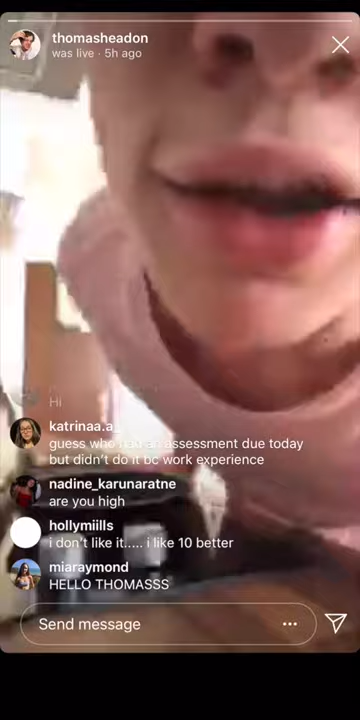 thomasheadon
was live · 5h ago
Hi
katrinaa.a_
guess who had an assessment due today
but didn't do it bc work experience
nadine_karunaratne
are you high
hollymiills
i don't like it..... i like 10 better
miaraymond
HELLO THOMASSS
Send message